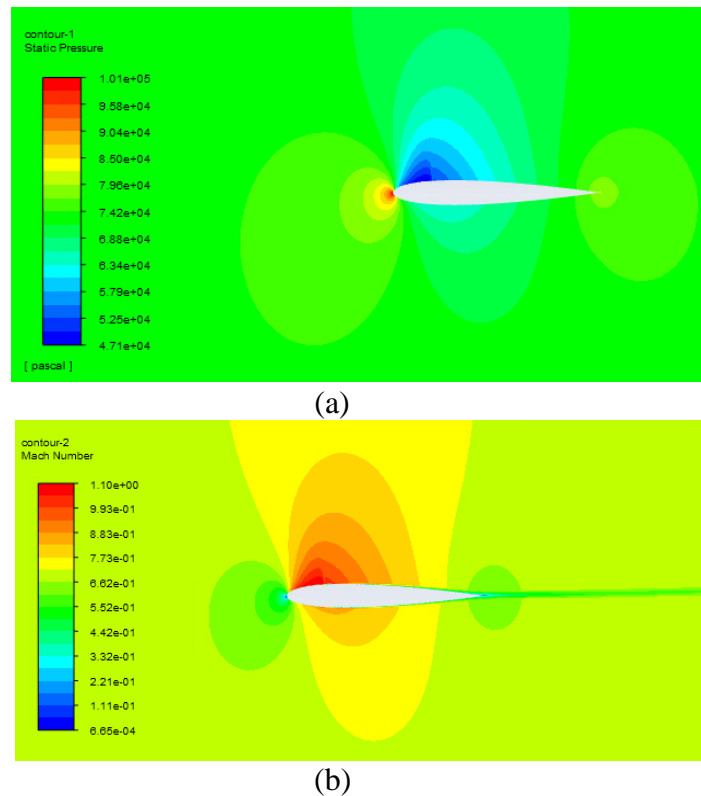 contour-1
Static Pressure
1.01e+05
9.58e+04
9.04e+04
8.50e+04
7.96e+04
7.42e+04
6.88e+04
6.34e+04
5.79e+04
5.25e+04
4.71e+04
[ pascal ]
(a)
contour-2
Mach Number
1.10e+00
9.93e-01
8.83e-01
7.73e-01
6.62e-01
5.52e-01
4.42e-01
3.32e-01
2.21e-01
1.11e-01
6.65e-04
(b)